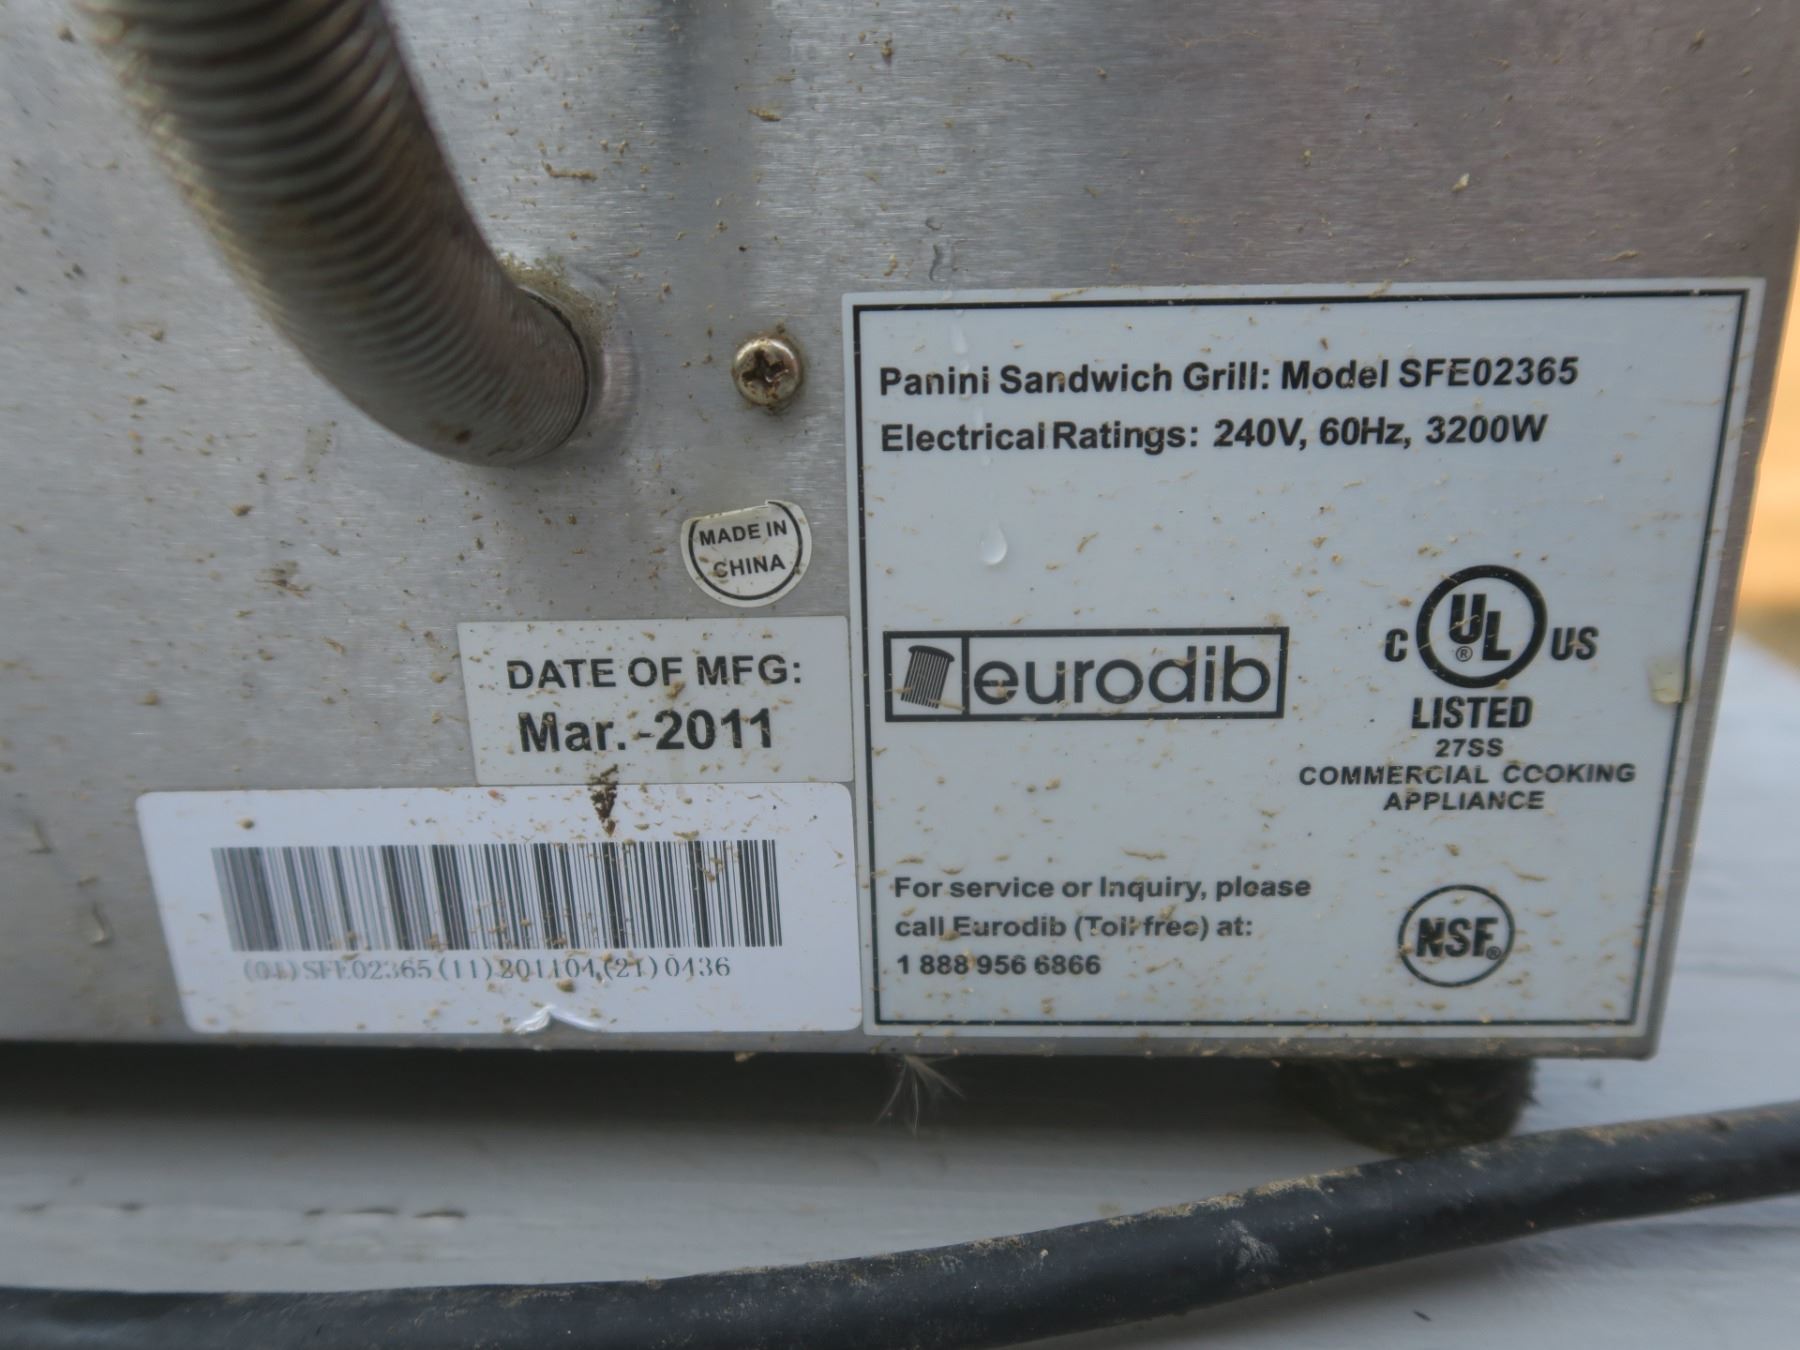 Panini Sandwich Grill: Model SFE02365
Electrical Ratings: 240V, 60Hz, 3200W
MADE IN
CHINA
eurodib
C UL® US
LISTED
27SS
COMMERCIAL COOKING
APPLIANCE
DATE OF MFG:
Mar.-2011
(01)SFE02365(11)201104(21)0436
For service or Inquiry, please
call Eurodib (Toll free) at:
1 888 956 6866
NSF®